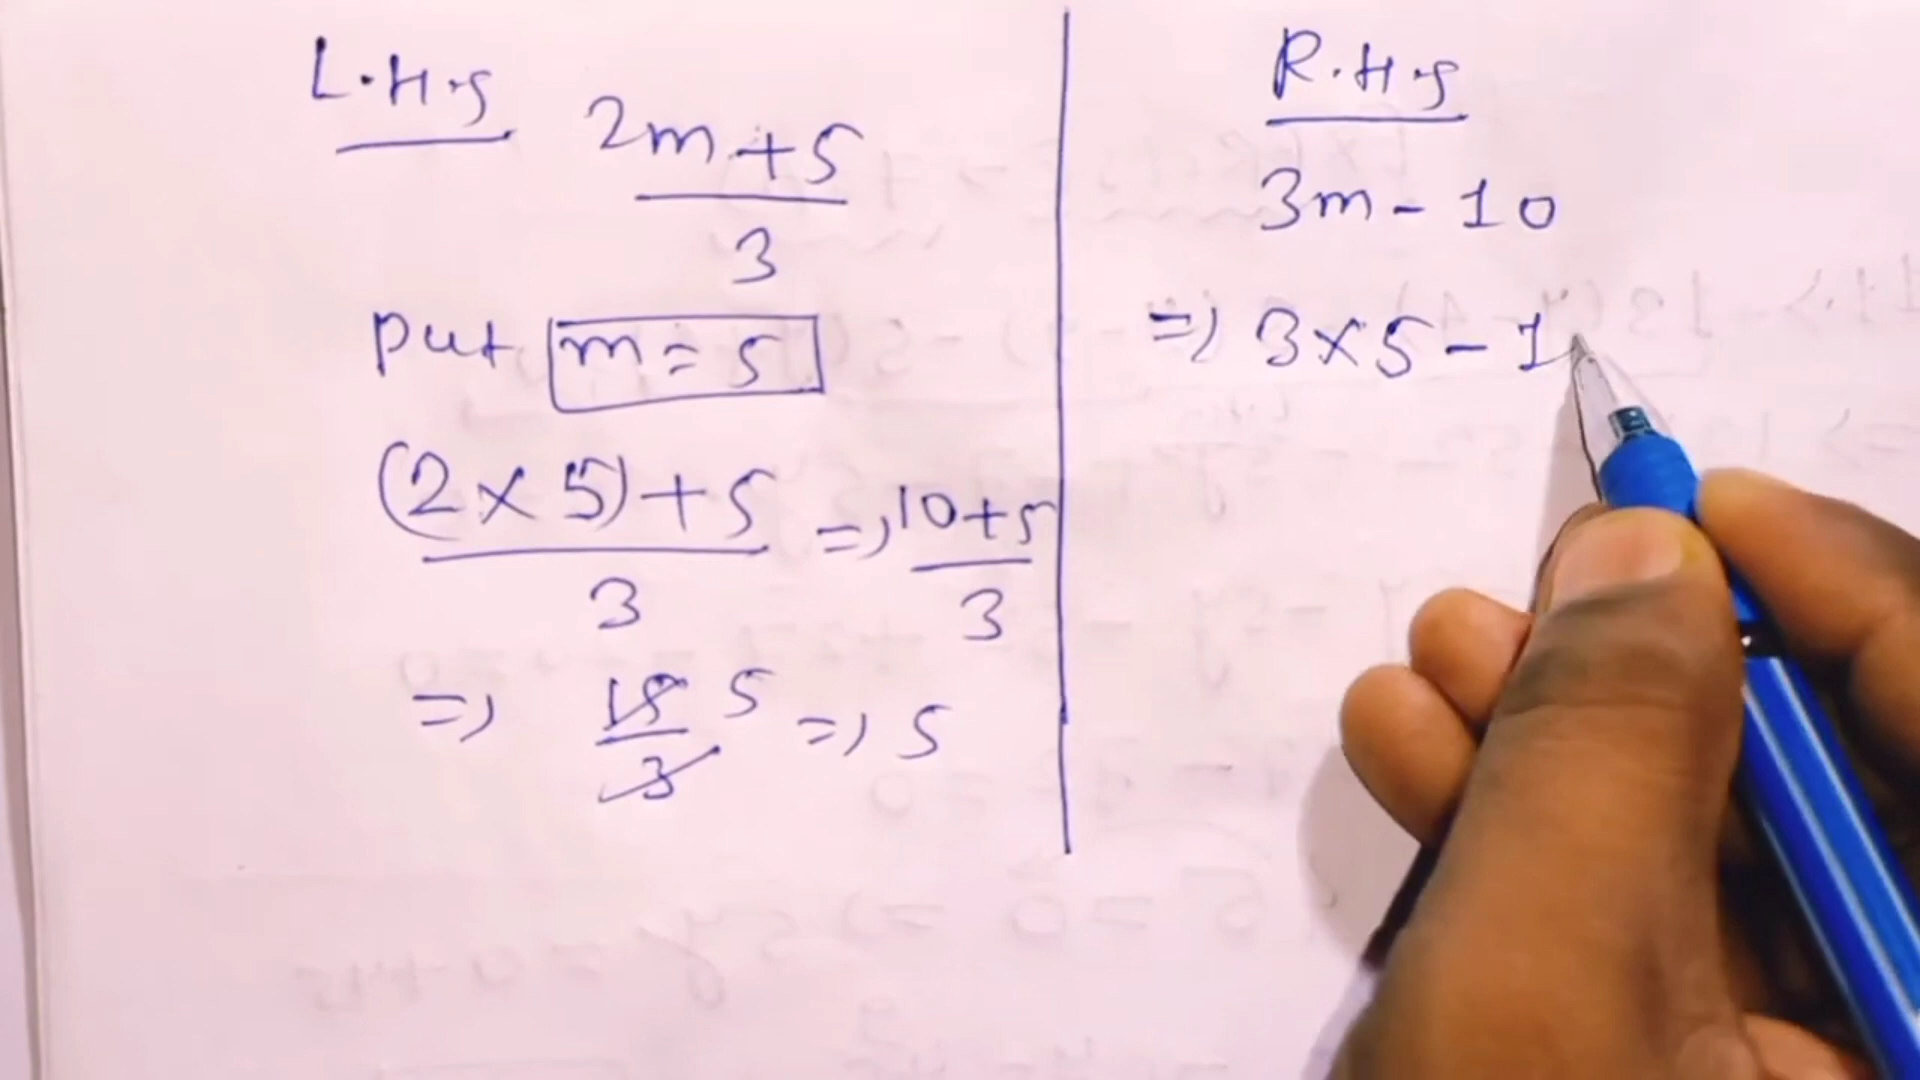 L.H.S
2m+5
3
put m = 5
(2 × 5) + 5 => 10+5
3 3
=> 15 5 => 5
3
R.H.S
3m - 10
=> 3 × 5 - 1